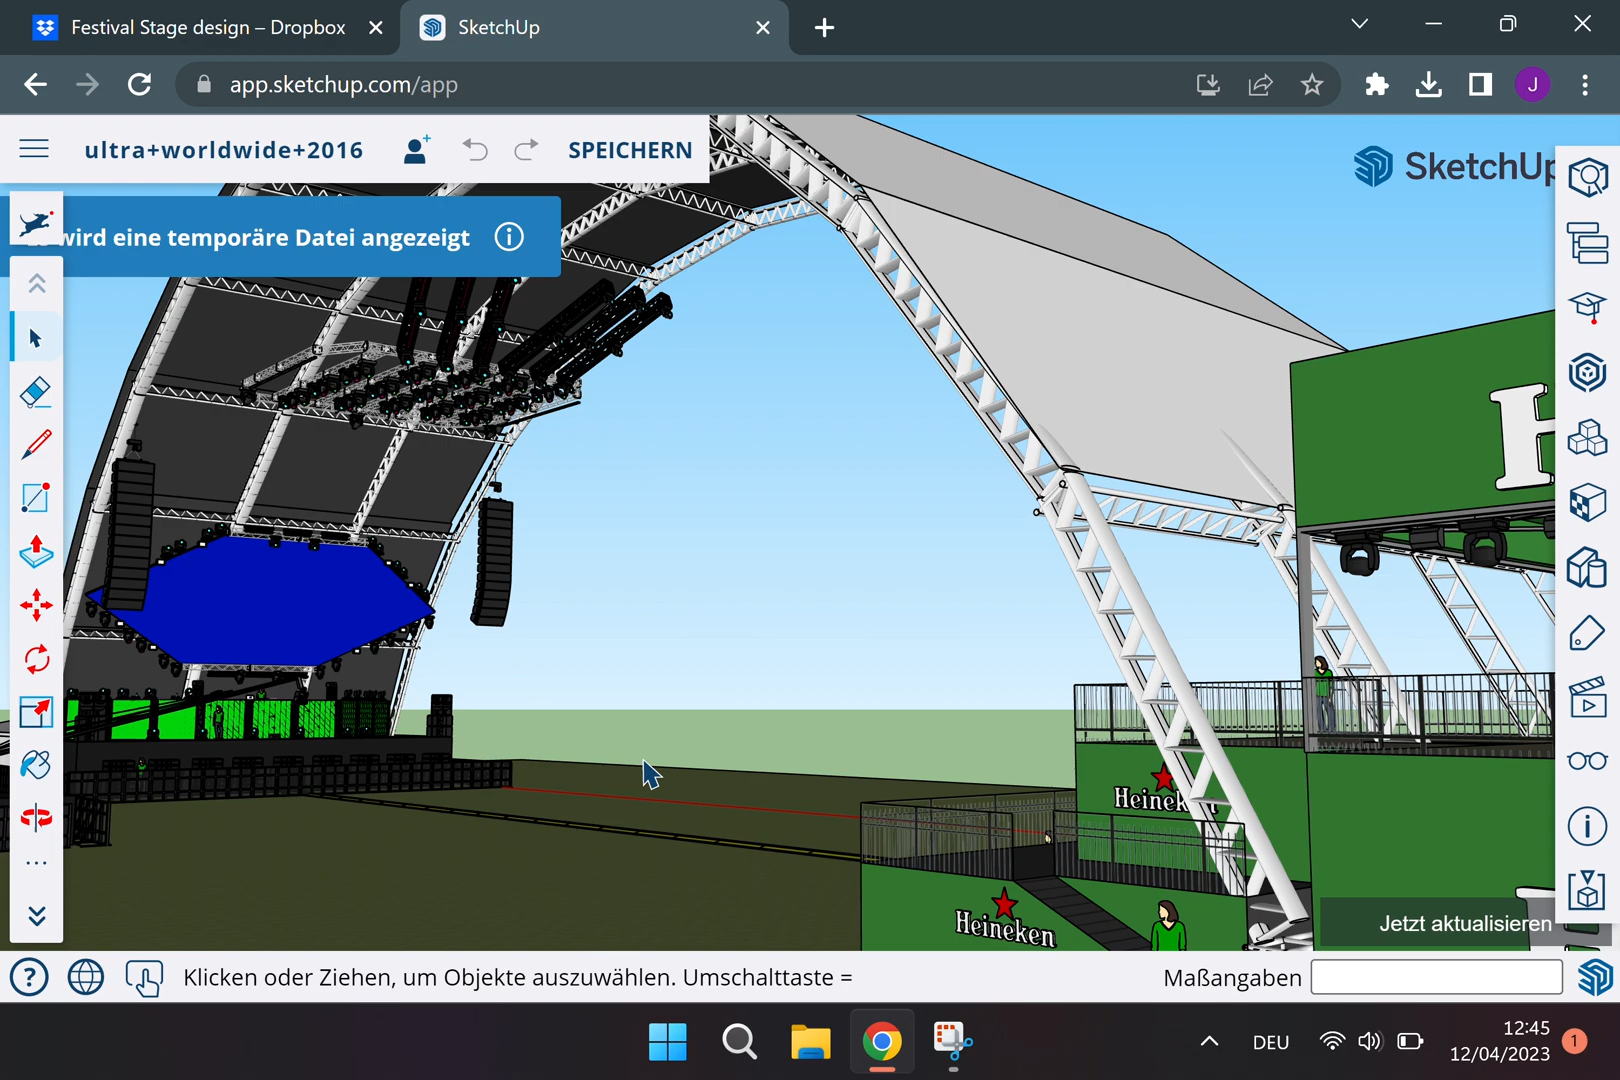 Festival Stage design – Dropbox
SketchUp
app.sketchup.com/app
J
ultra+worldwide+2016
SPEICHERN
SketchUp
wird eine temporäre Datei angezeigt
H
Heineken
Heineken
Jetzt aktualisieren
Klicken oder Ziehen, um Objekte auszuwählen. Umschalttaste =
Maßangaben
DEU
12:45
12/04/2023
1